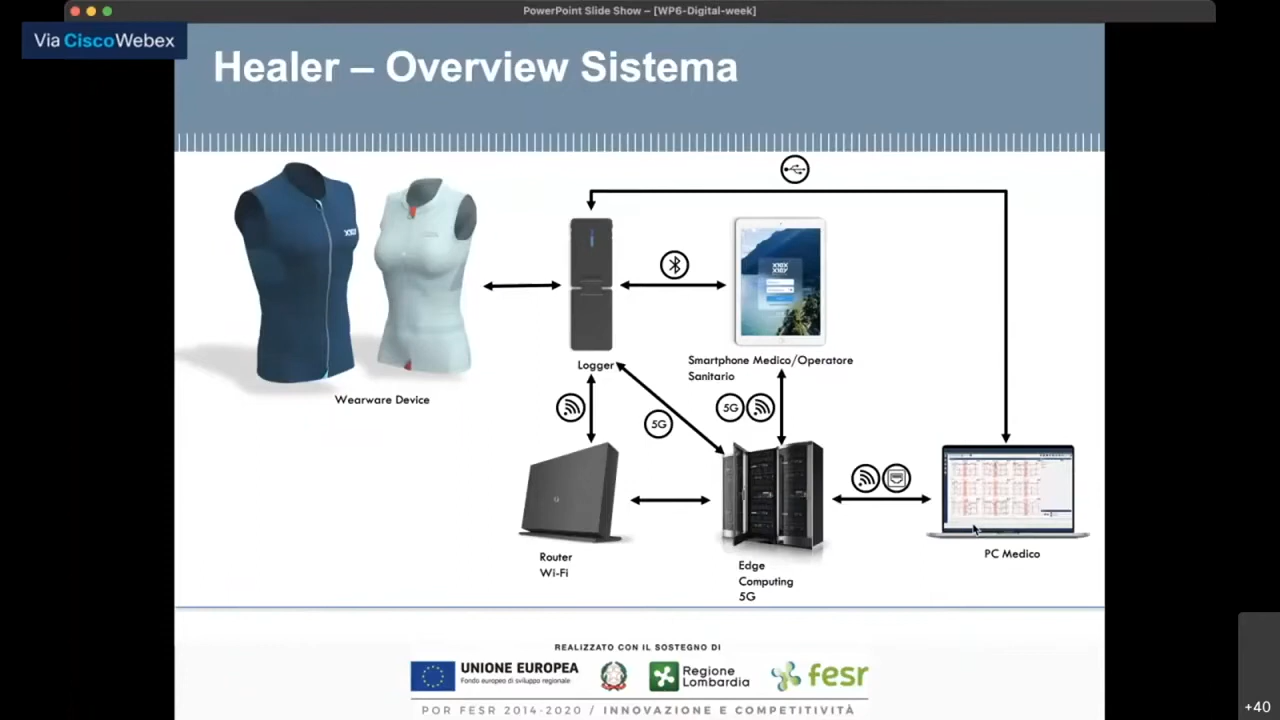 PowerPoint Slide Show – [WP6-Digital-week]
Via CiscoWebex
Healer – Overview Sistema
Logger
Smartphone Medico/Operatore
Sanitario
Wearware Device
5G
5G
Router
Wi-Fi
Edge
Computing
5G
PC Medico
REALIZZATO CON IL SOSTEGNO DI
UNIONE EUROPEA
Fondo europeo di sviluppo regionale
Regione
Lombardia
fesr
POR FESR 2014-2020 / INNOVAZIONE E COMPETITIVITÀ
+40